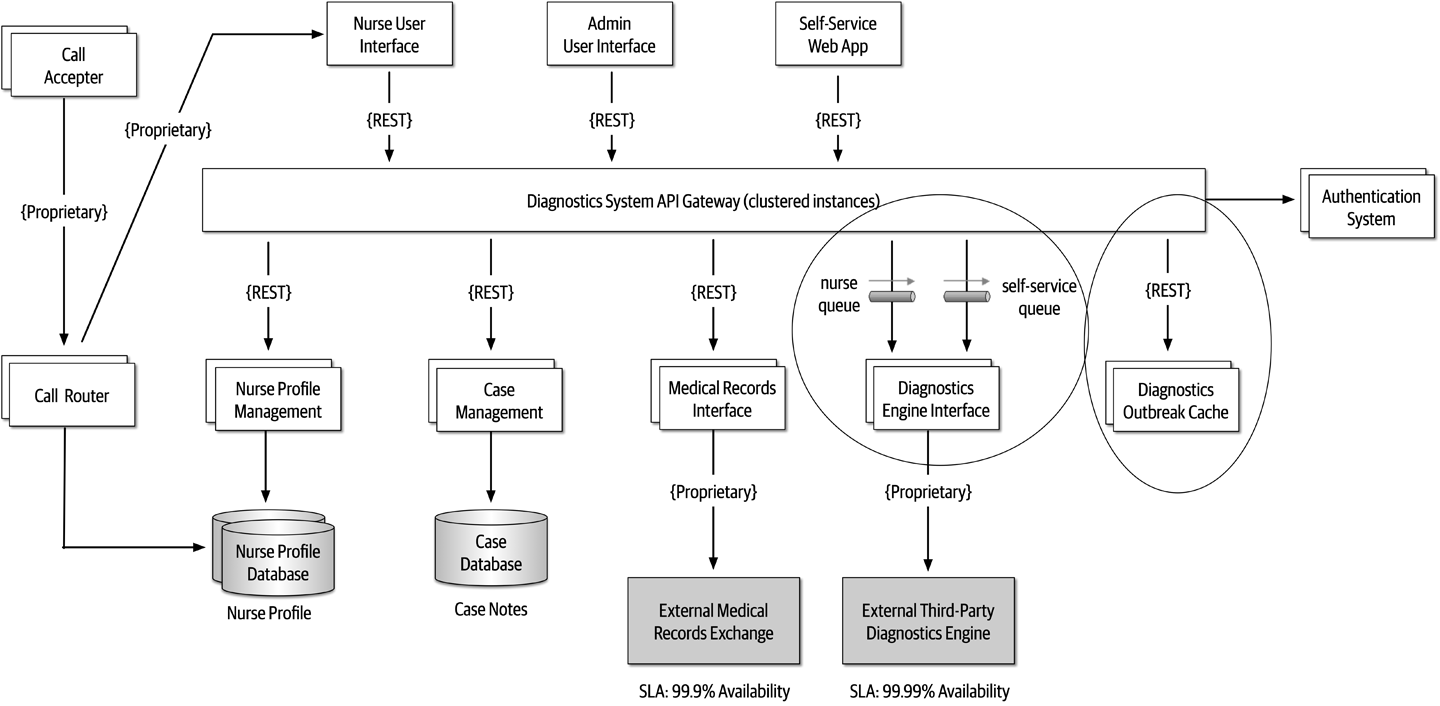 Call
Accepter
Nurse User
Interface
Admin
User Interface
Self-Service
Web App
{Proprietary}
{REST}
{REST}
{REST}
{Proprietary}
Diagnostics System API Gateway (clustered instances)
Authentication
System
{REST}
{REST}
{REST}
nurse
queue
self-service
queue
{REST}
Call Router
Nurse Profile
Management
Case
Management
Medical Records
Interface
Diagnostics
Engine Interface
Diagnostics
Outbreak Cache
{Proprietary}
{Proprietary}
Nurse Profile
Database
Nurse Profile
Case
Database
Case Notes
External Medical
Records Exchange
External Third-Party
Diagnostics Engine
SLA: 99.9% Availability
SLA: 99.99% Availability